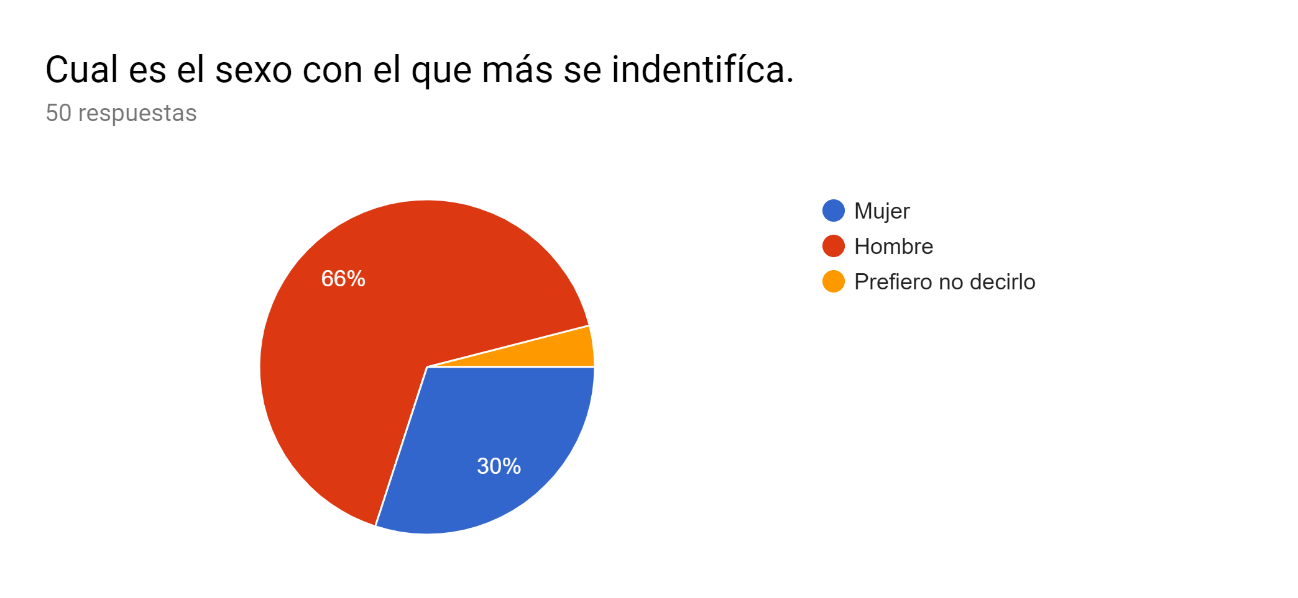 Cual es el sexo con el que más se indentifíca.
50 respuestas
66%
30%
Mujer
Hombre
Prefiero no decirlo